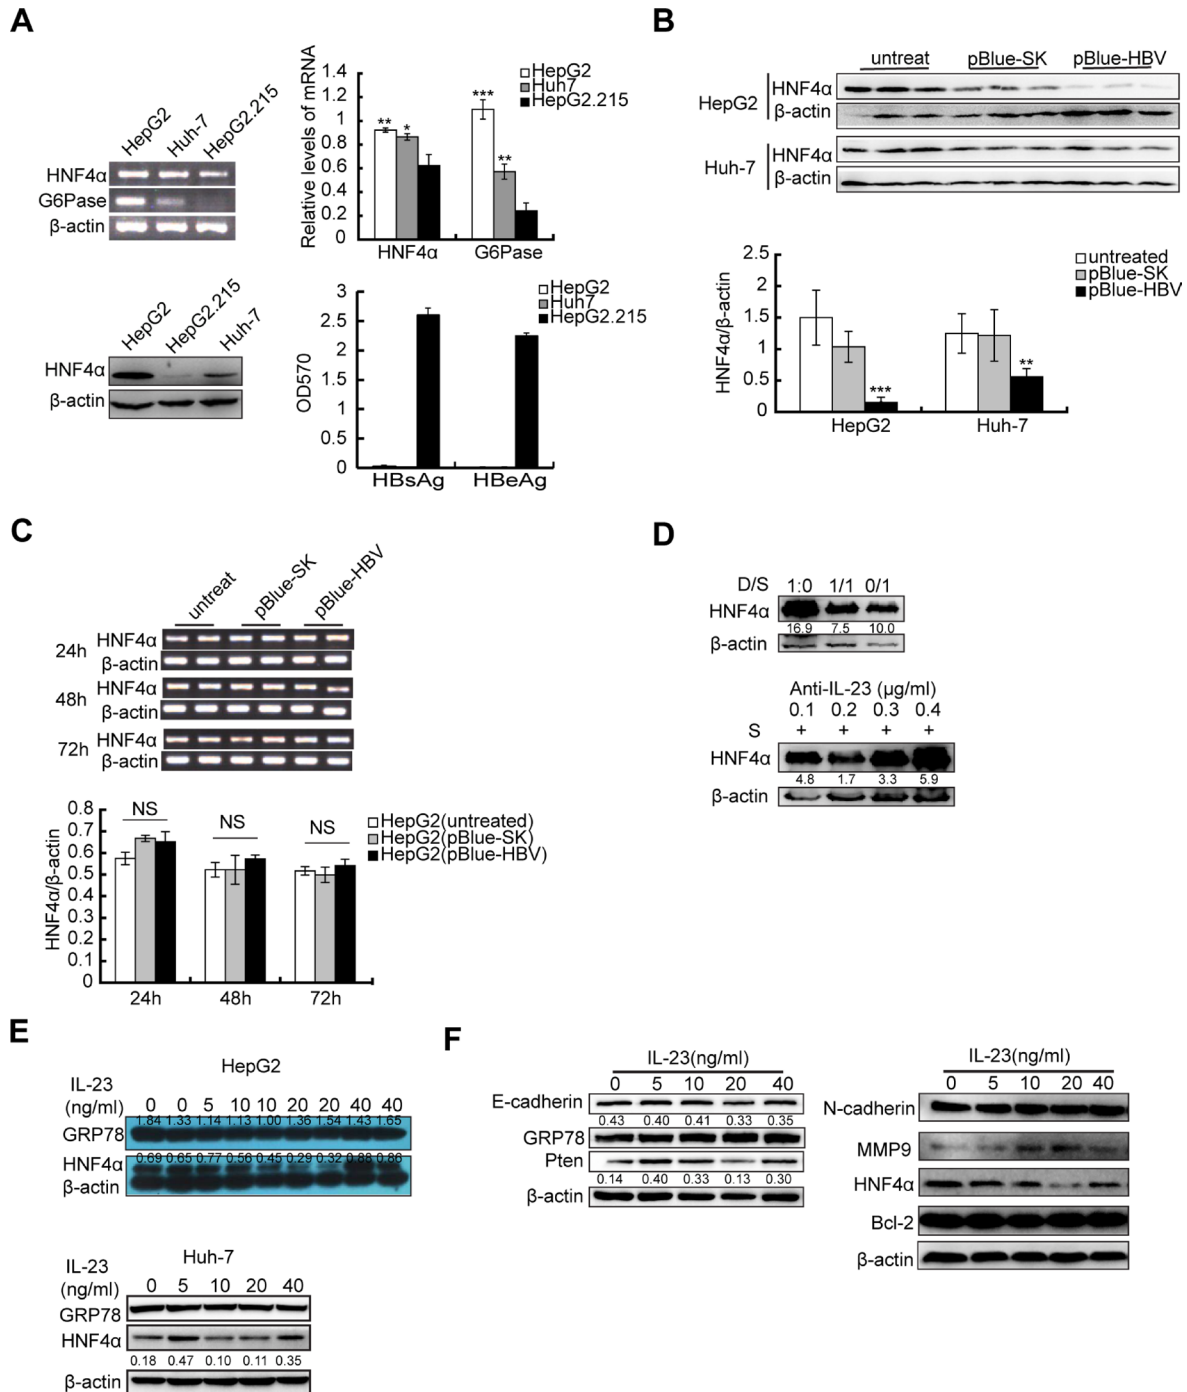 A
HepG2
Huh-7
HepG2.215
HNF4α
G6Pase
β-actin
Relative levels of mRNA
1.4
1.2
1
0.8
0.6
0.4
0.2
0
HepG2
Huh7
HepG2.215
** * *** **
HNF4α G6Pase
HepG2
HepG2.215
Huh-7
HNF4α
β-actin
OD570
3
2.5
2
1.5
1
0.5
0
HepG2
Huh7
HepG2.215
HBsAg HBeAg
B
untreat pBlue-SK pBlue-HBV
HepG2
HNF4α
β-actin
Huh-7
HNF4α
β-actin
HNF4α/β-actin
2.5
2
1.5
1
0.5
0
untreated
pBlue-SK
pBlue-HBV
*** **
HepG2 Huh-7
C
untreat pBlue-SK pBlue-HBV
24h
HNF4α
β-actin
48h
HNF4α
β-actin
72h
HNF4α
β-actin
HNF4α/β-actin
0.8
0.7
0.6
0.5
0.4
0.3
0.2
0.1
0
NS NS NS
HepG2(untreated)
HepG2(pBlue-SK)
HepG2(pBlue-HBV)
24h 48h 72h
D
D/S 1:0 1/1 0/1
HNF4α
16.9 7.5 10.0
β-actin
Anti-IL-23 (μg/ml)
0.1 0.2 0.3 0.4
S + + + +
HNF4α
4.8 1.7 3.3 5.9
β-actin
E
HepG2
IL-23
(ng/ml) 0 0 5 10 10 20 20 40 40
1.84 1.33 1.14 1.13 1.00 1.36 1.54 1.43 1.65
GRP78
0.69 0.65 0.77 0.56 0.45 0.29 0.32 0.88 0.86
HNF4α
β-actin
Huh-7
IL-23
(ng/ml) 0 5 10 20 40
GRP78
HNF4α
0.18 0.47 0.10 0.11 0.35
β-actin
F
IL-23(ng/ml)
0 5 10 20 40
E-cadherin
0.43 0.40 0.41 0.33 0.35
GRP78
Pten
0.14 0.40 0.33 0.13 0.30
β-actin
IL-23(ng/ml)
0 5 10 20 40
N-cadherin
MMP9
HNF4α
Bcl-2
β-actin